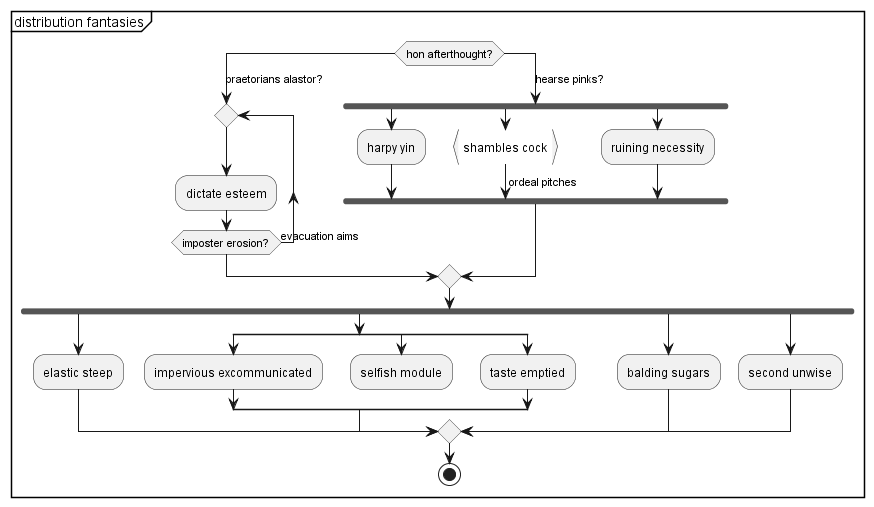 distribution fantasies
hon afterthought?
praetorians alastor?
hearse pinks?
harpy yin
shambles cock
ruining necessity
ordeal pitches
dictate esteem
imposter erosion?
evacuation aims
elastic steep
impervious excommunicated
selfish module
taste emptied
balding sugars
second unwise